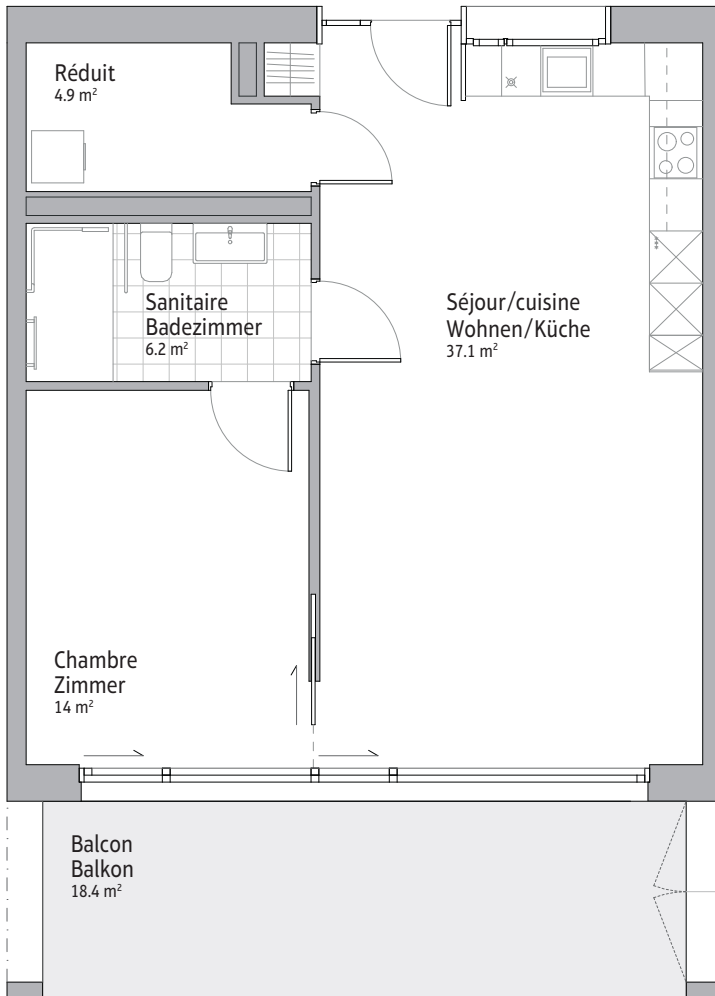 Réduit
4.9 m²
Sanitaire
Badezimmer
6.2 m²
Séjour/cuisine
Wohnen/Küche
37.1 m²
Chambre
Zimmer
14 m²
Balcon
Balkon
18.4 m²